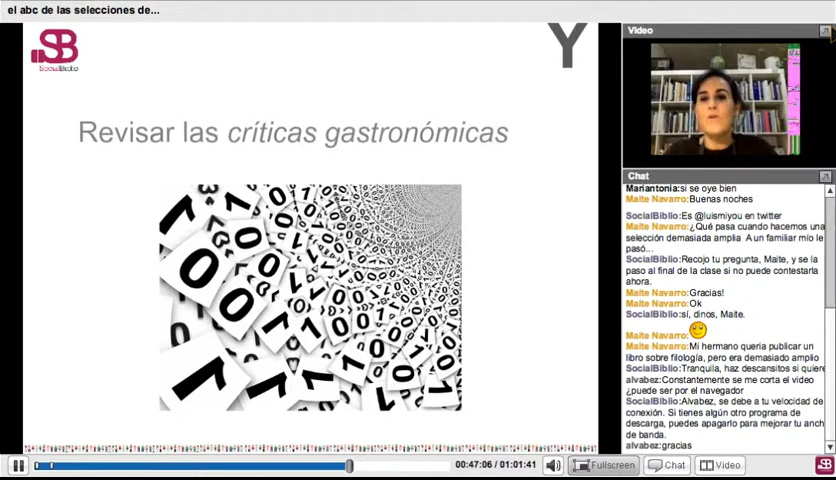 el abc de las selecciones de...
SB
SocialBiblio
Y
Revisar las críticas gastronómicas
Video
Chat
Mariantonia:si se oye bien
Maite Navarro:Buenas noches
SocialBiblio:Es @luismiyou en twitter
Maite Navarro:¿Qué pasa cuando hacemos una
selección demasiada amplia A un familiar mío le
pasó...
SocialBiblio:Recojo tu pregunta, Maite, y se la
paso al final de la clase si no puede contestarla
ahora.
Maite Navarro:Gracias!
Maite Navarro:Ok
SocialBiblio:sí, dinos, Maite.
Maite Navarro:
Maite Navarro:Mi hermano queria publicar un
libro sobre filología, pero era demasiado amplio
SocialBiblio:Tranquila, haz descansitos si quiere
alvabez:Constantemente se me corta el video
¿puede ser por el navegador
SocialBiblio:Alvabez, se debe a tu velocidad de
conexión. Si tienes algún otro programa de
descarga, puedes apagarlo para mejorar tu anch
de banda.
alvabez:gracias
00:47:06 / 01:01:41
Fullscreen
Chat
Video
SB